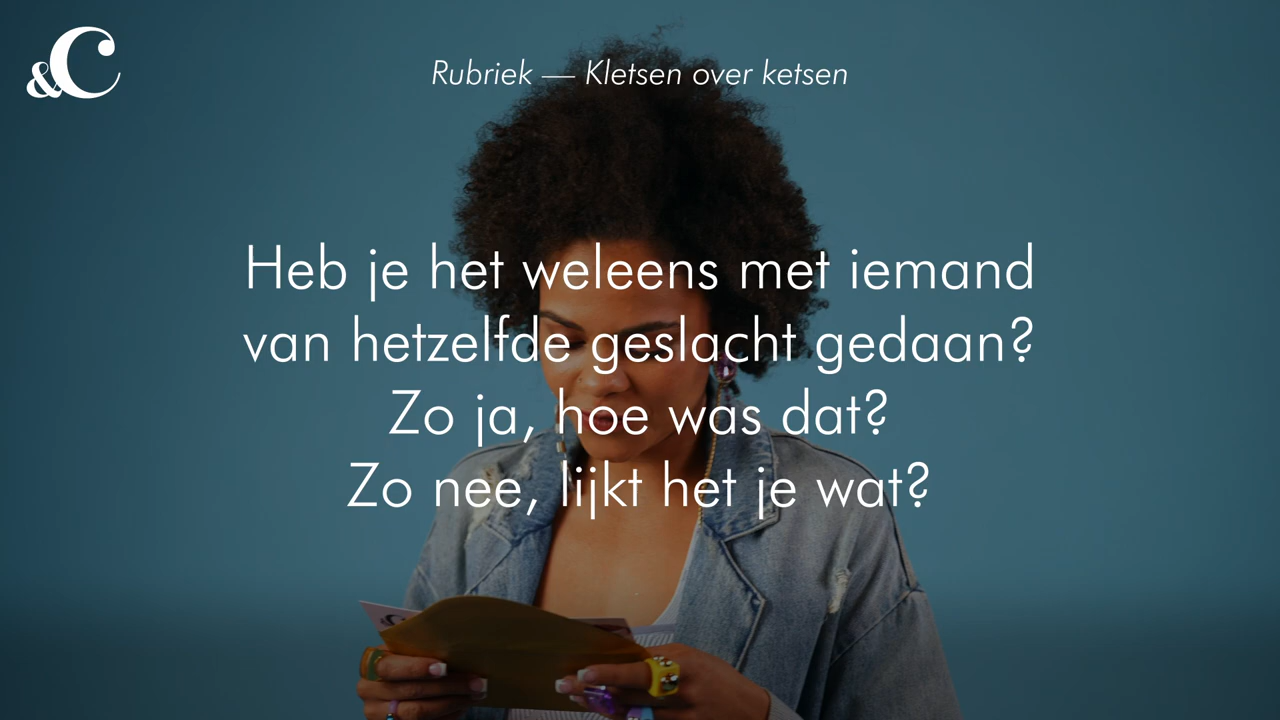 &C
Rubriek — Kletsen over ketsen
Heb je het weleens met iemand
van hetzelfde geslacht gedaan?
Zo ja, hoe was dat?
Zo nee, lijkt het je wat?